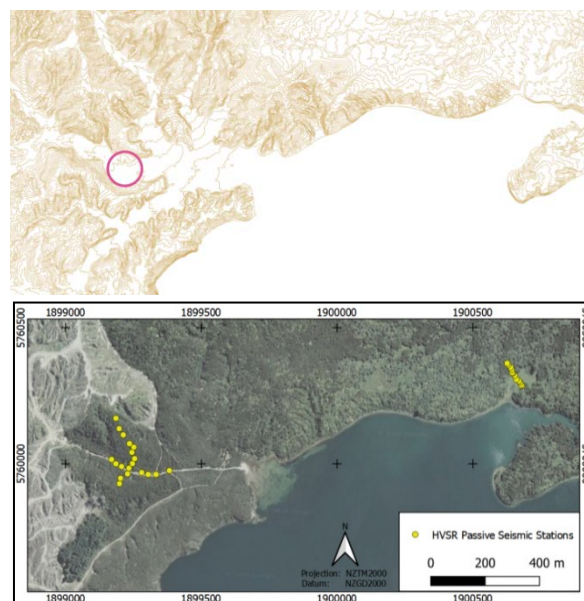 1899000 1899500 1900000 1900500
5760500
5760000
HVSR Passive Seismic Stations
N
0 200 400 m
Projection: NZTM2000
Datum: NZGD2000
1899000 1899500 1900000 1900500